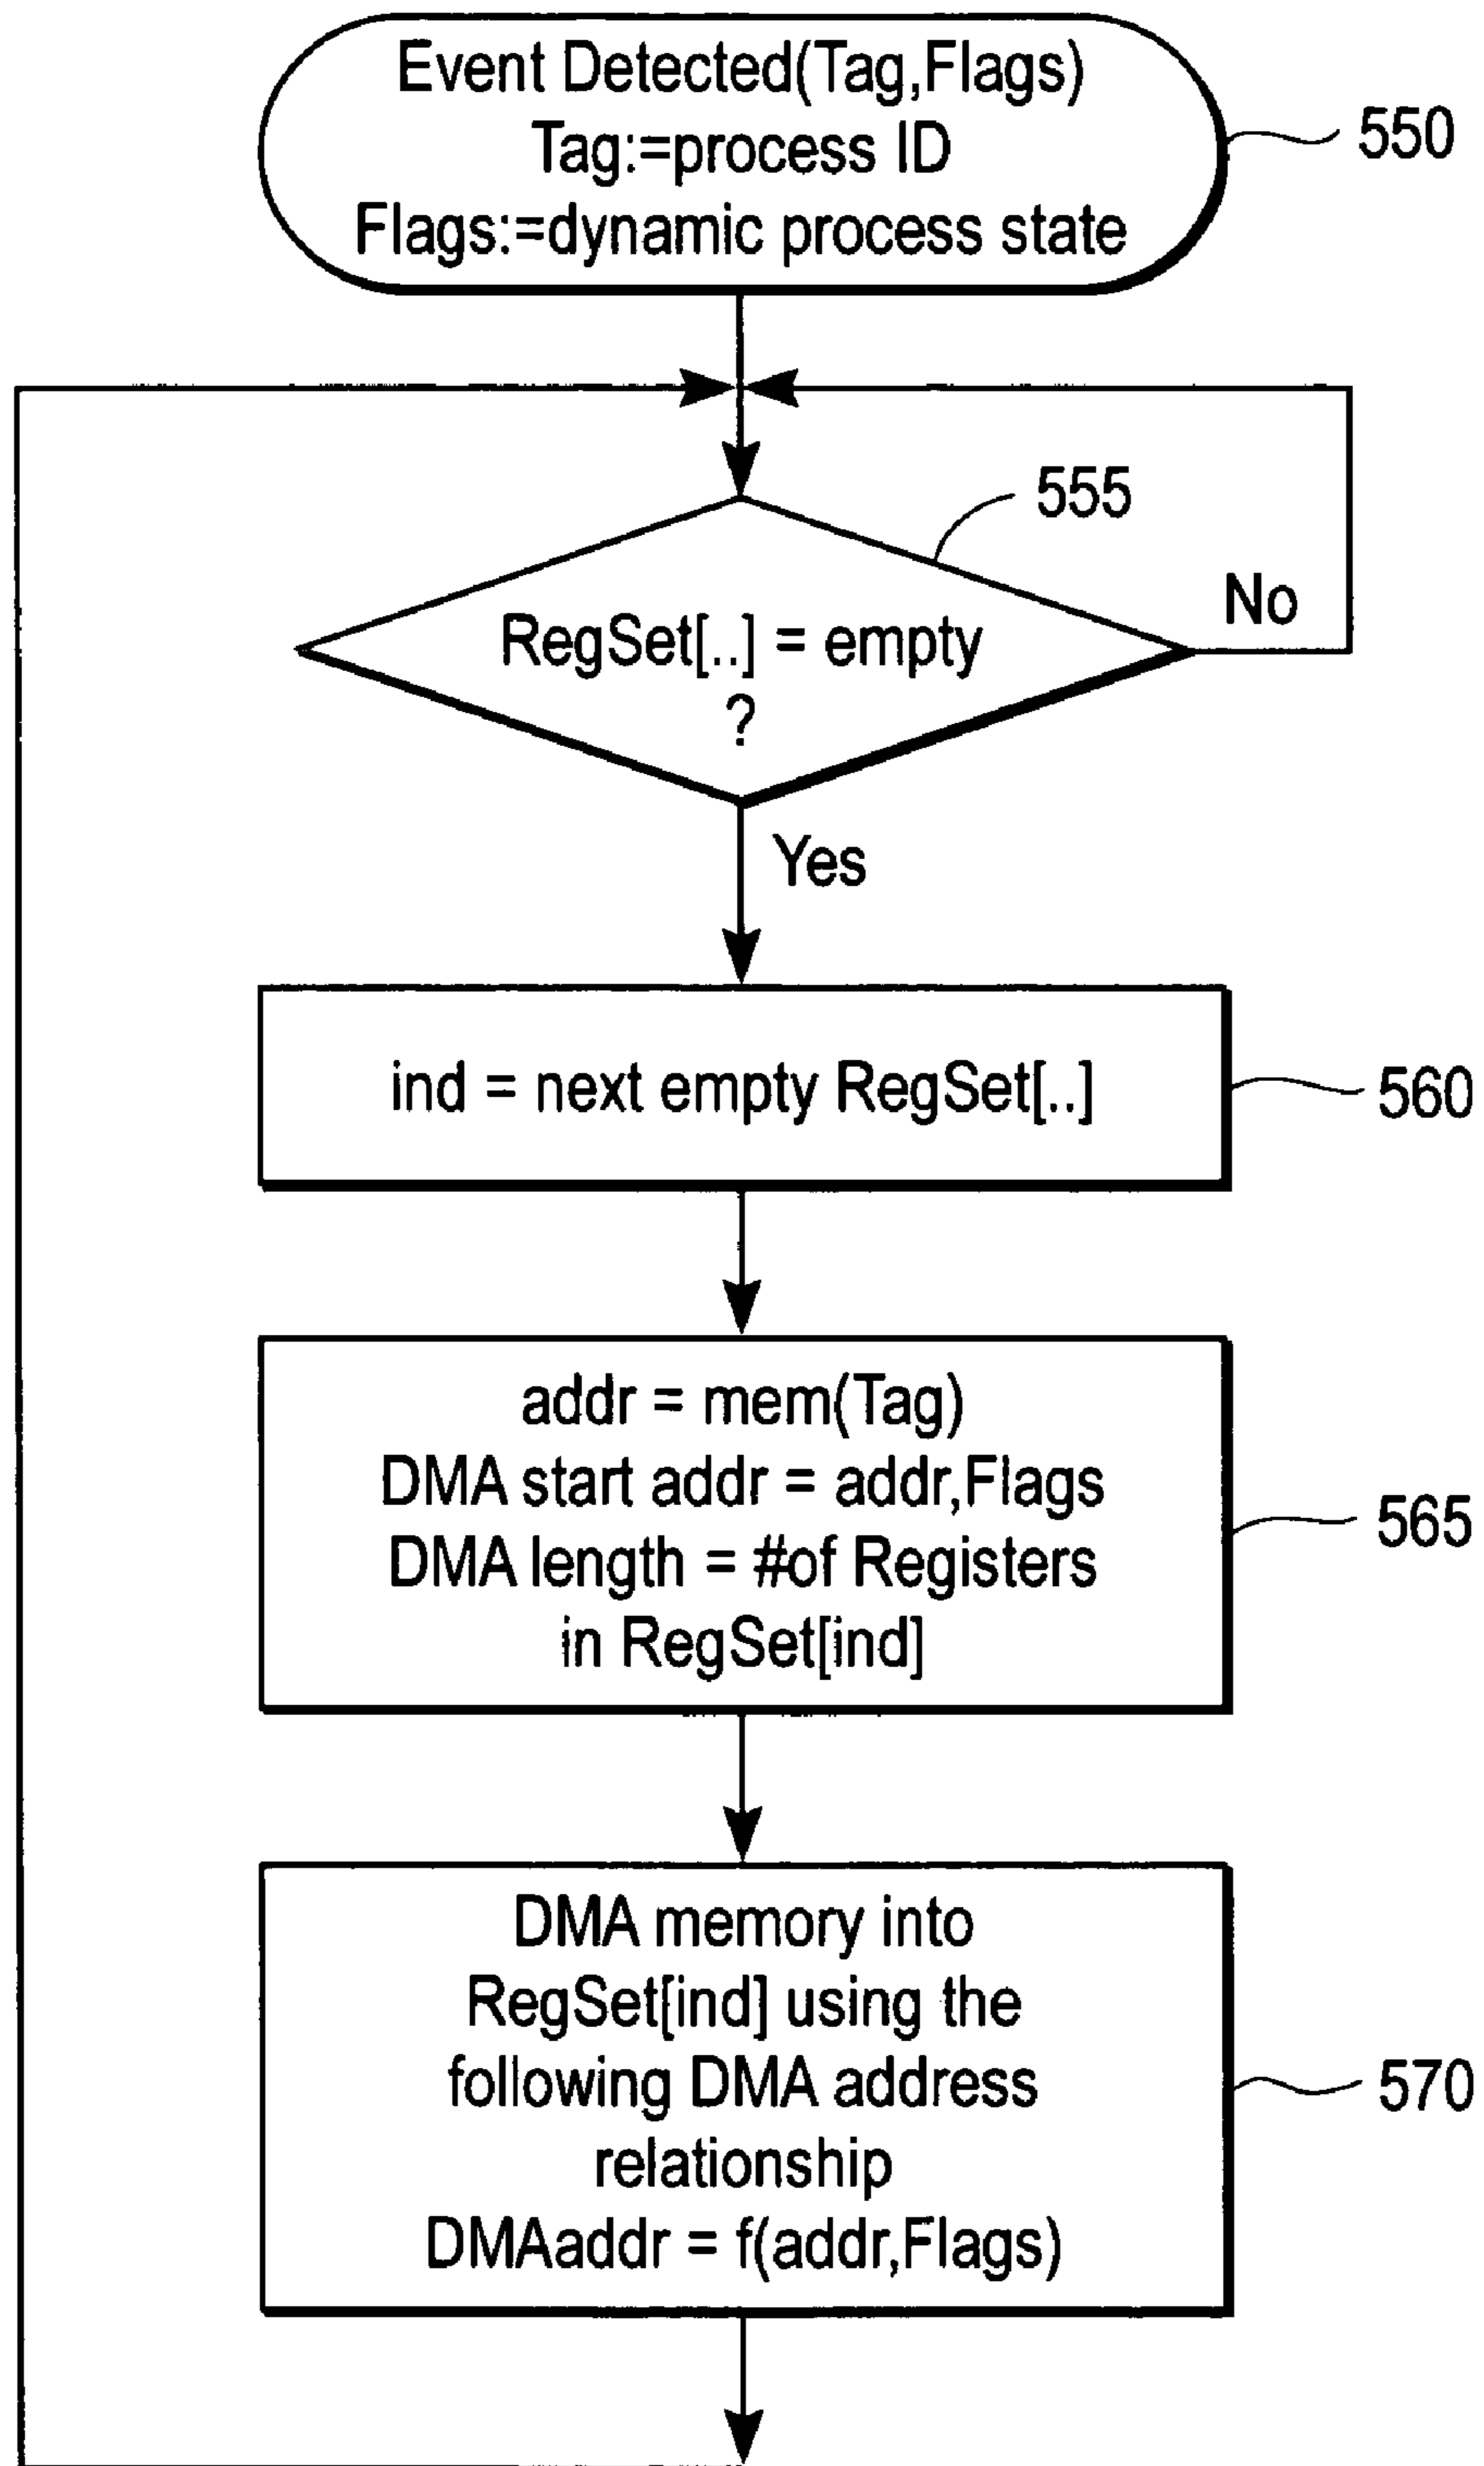 Event Detected(Tag,Flags)
Tag:=process ID
Flags:=dynamic process state
550
555
RegSet[..] = empty
?
No
Yes
ind = next empty RegSet[..]
560
addr = mem(Tag)
DMA start addr = addr,Flags
DMA length = #of Registers
in RegSet[ind]
565
DMA memory into
RegSet[ind] using the
following DMA address
relationship
DMAaddr = f(addr,Flags)
570